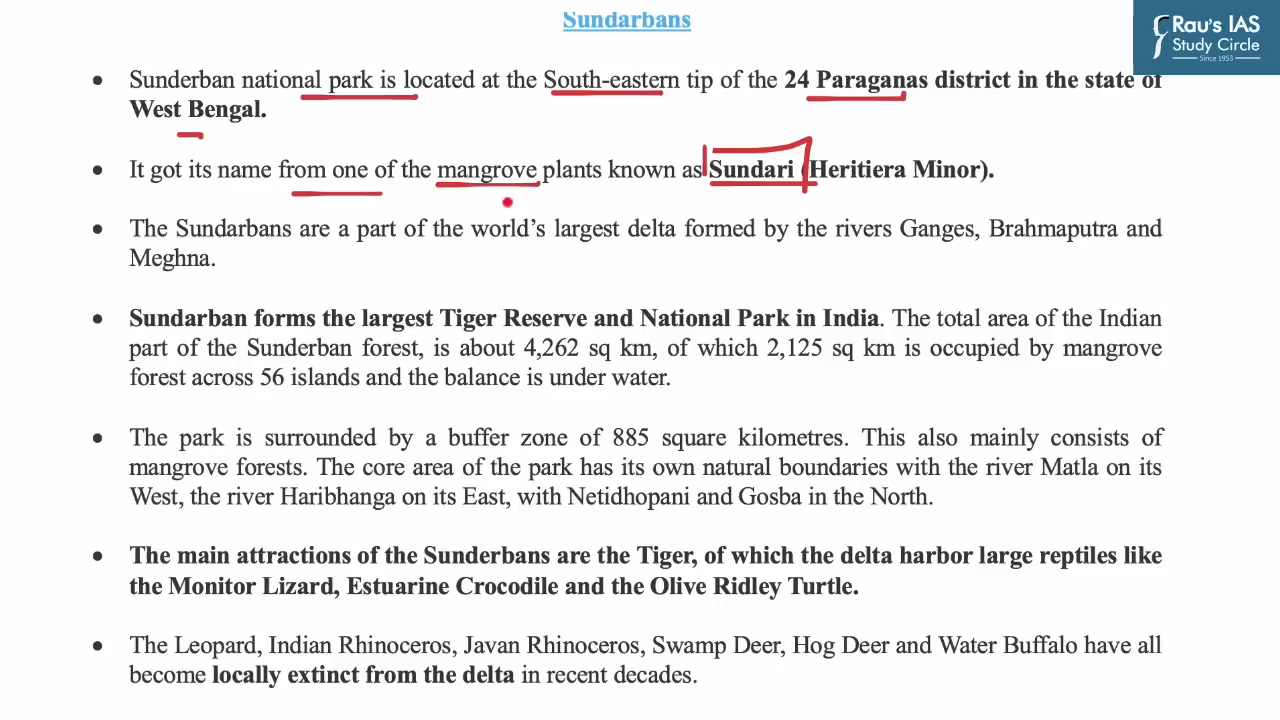 Sundarbans
Rau's IAS
Study Circle
Since 1953
• Sunderban national park is located at the South-eastern tip of the 24 Paraganas district in the state of
West Bengal.
• It got its name from one of the mangrove plants known as Sundari (Heritiera Minor).
• The Sundarbans are a part of the world's largest delta formed by the rivers Ganges, Brahmaputra and
Meghna.
• Sundarban forms the largest Tiger Reserve and National Park in India. The total area of the Indian
part of the Sunderban forest, is about 4,262 sq km, of which 2,125 sq km is occupied by mangrove
forest across 56 islands and the balance is under water.
• The park is surrounded by a buffer zone of 885 square kilometres. This also mainly consists of
mangrove forests. The core area of the park has its own natural boundaries with the river Matla on its
West, the river Haribhanga on its East, with Netidhopani and Gosba in the North.
• The main attractions of the Sunderbans are the Tiger, of which the delta harbor large reptiles like
the Monitor Lizard, Estuarine Crocodile and the Olive Ridley Turtle.
• The Leopard, Indian Rhinoceros, Javan Rhinoceros, Swamp Deer, Hog Deer and Water Buffalo have all
become locally extinct from the delta in recent decades.